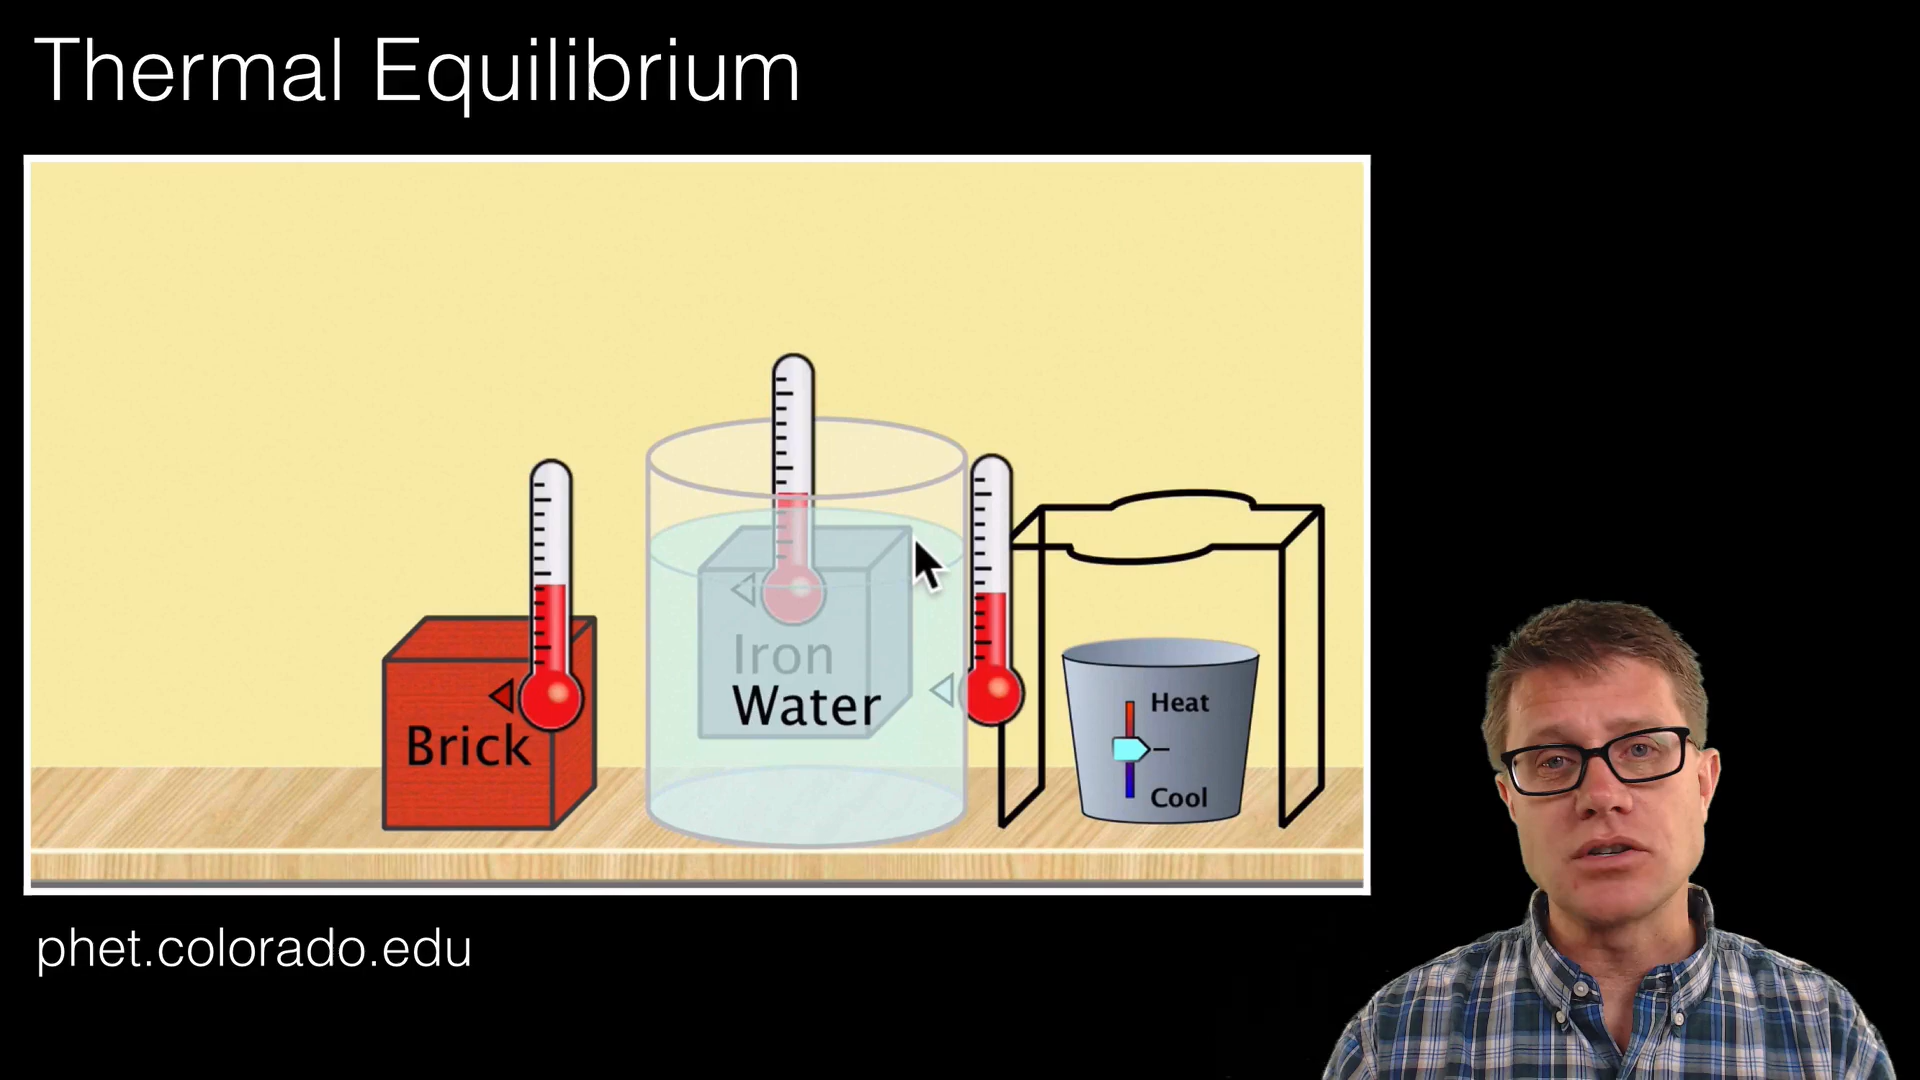 Thermal Equilibrium
Iron
Water
Brick
Heat
Cool
phet.colorado.edu